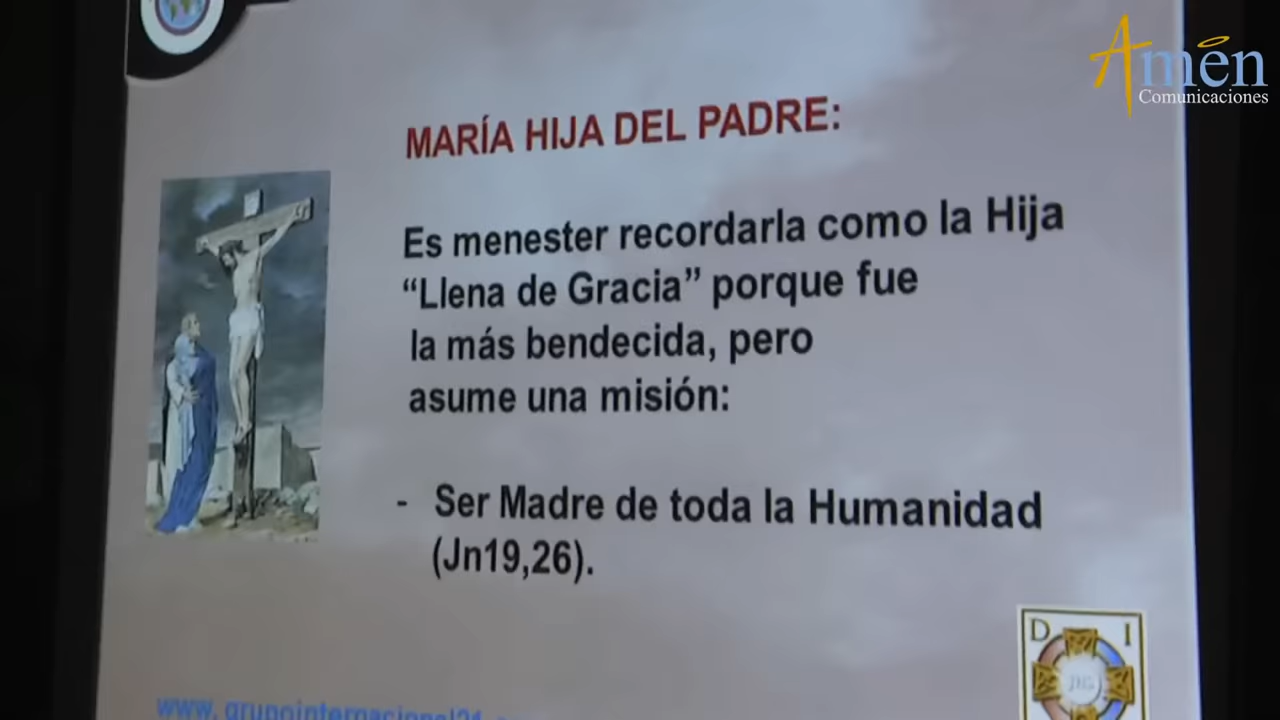 Amén
Comunicaciones
MARÍA HIJA DEL PADRE:
Es menester recordarla como la Hija
“Llena de Gracia” porque fue
la más bendecida, pero
asume una misión:
- Ser Madre de toda la Humanidad
(Jn19,26).
D I